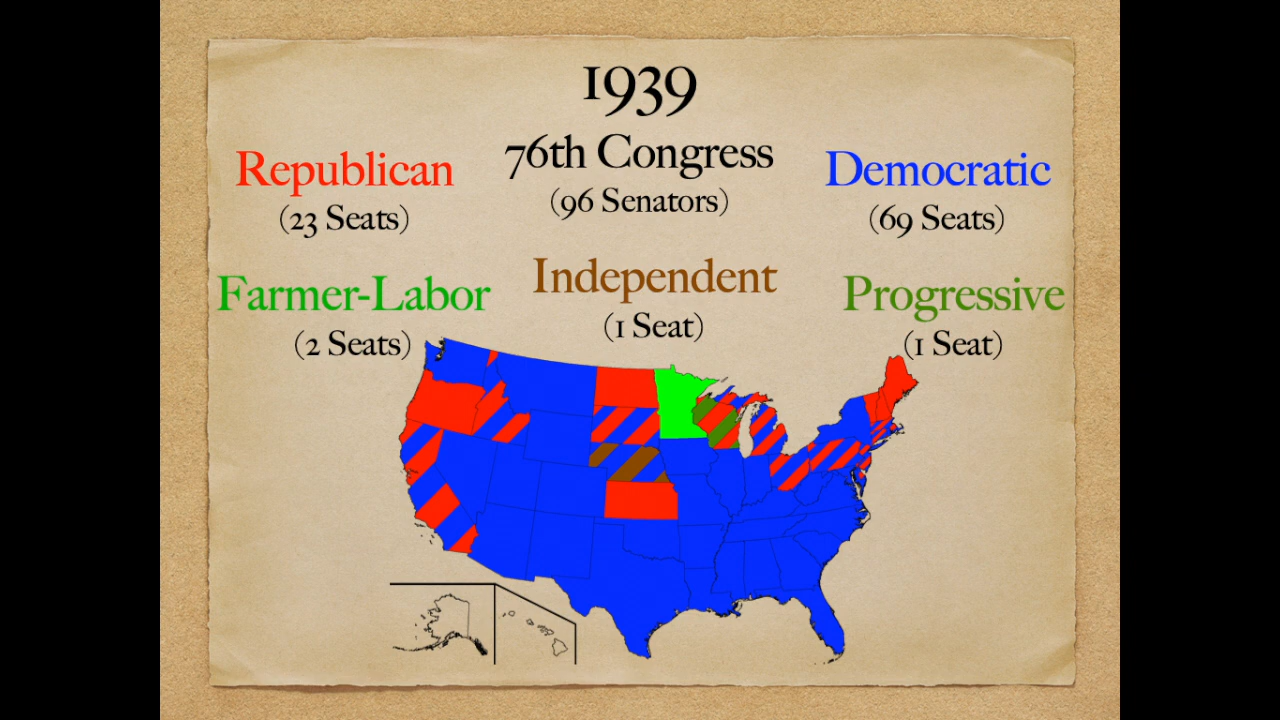 1939
76th Congress
(96 Senators)
Republican
(23 Seats)
Democratic
(69 Seats)
Farmer-Labor
(2 Seats)
Independent
(1 Seat)
Progressive
(1 Seat)